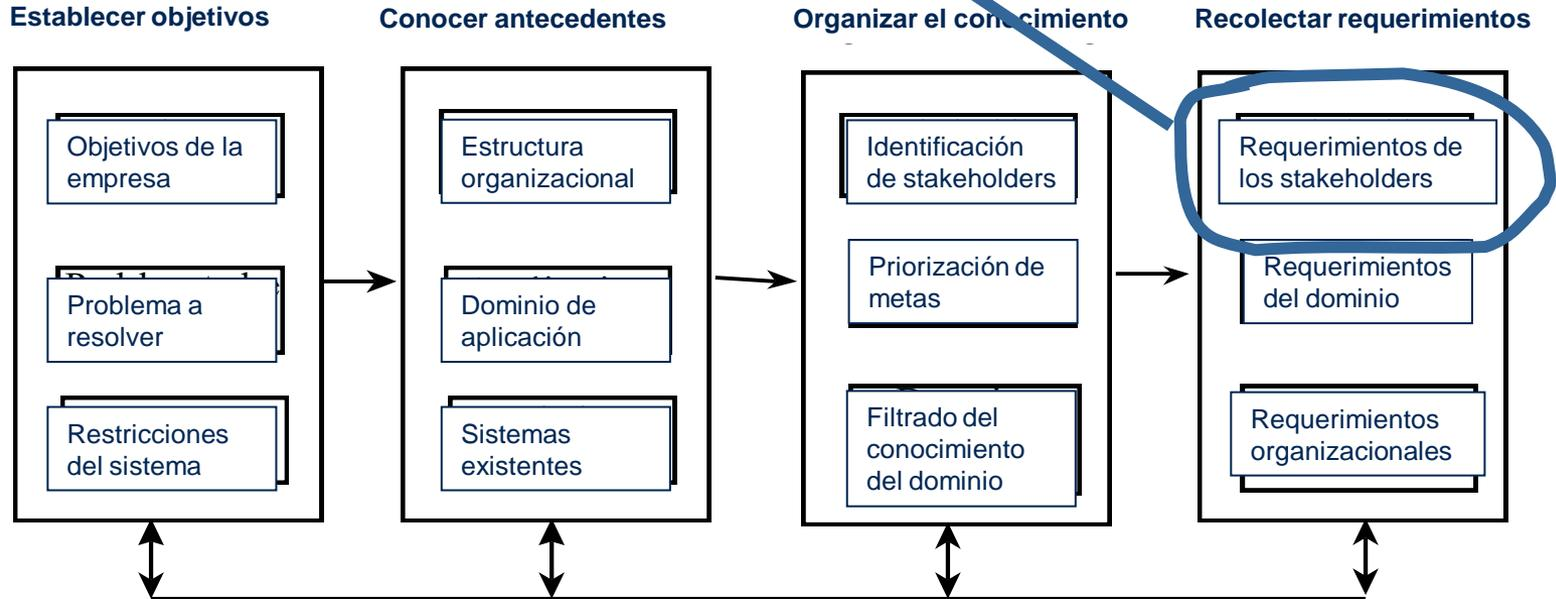 Establecer objetivos
Conocer antecedentes
Organizar el conocimiento
Recolectar requerimientos
Objetivos de la
empresa
Problema a
resolver
Restricciones
del sistema
Estructura
organizacional
Dominio de
aplicación
Sistemas
existentes
Identificación
de stakeholders
Priorización de
metas
Filtrado del
conocimiento
del dominio
Requerimientos de
los stakeholders
Requerimientos
del dominio
Requerimientos
organizacionales